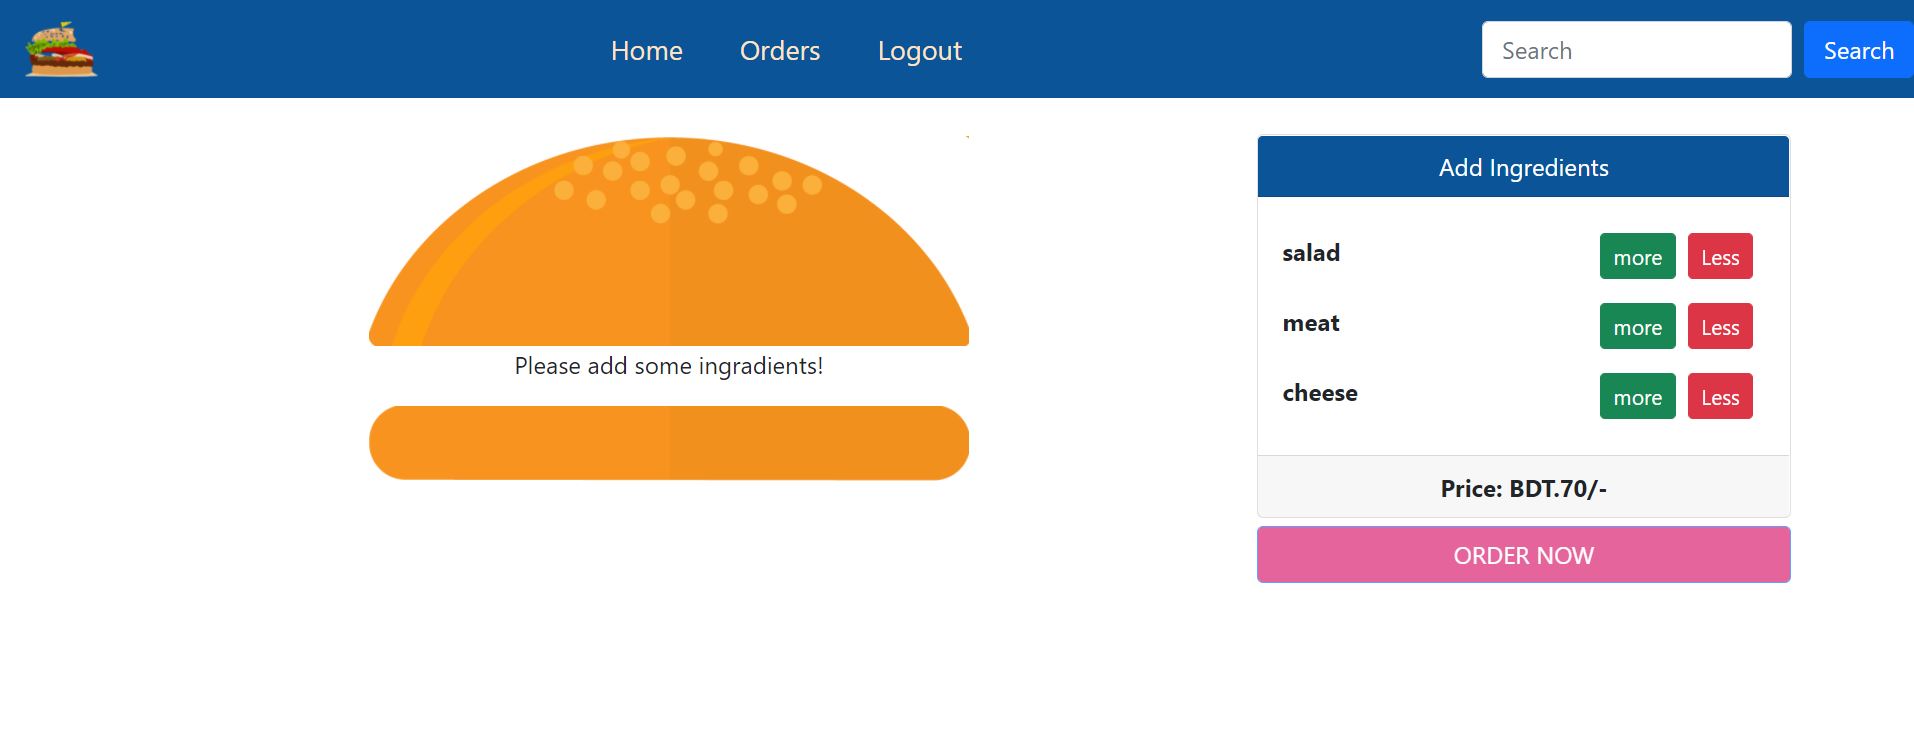 Home Orders Logout Search Search
Please add some ingradients!
Add Ingredients
salad more Less
meat more Less
cheese more Less
Price: BDT.70/-
ORDER NOW